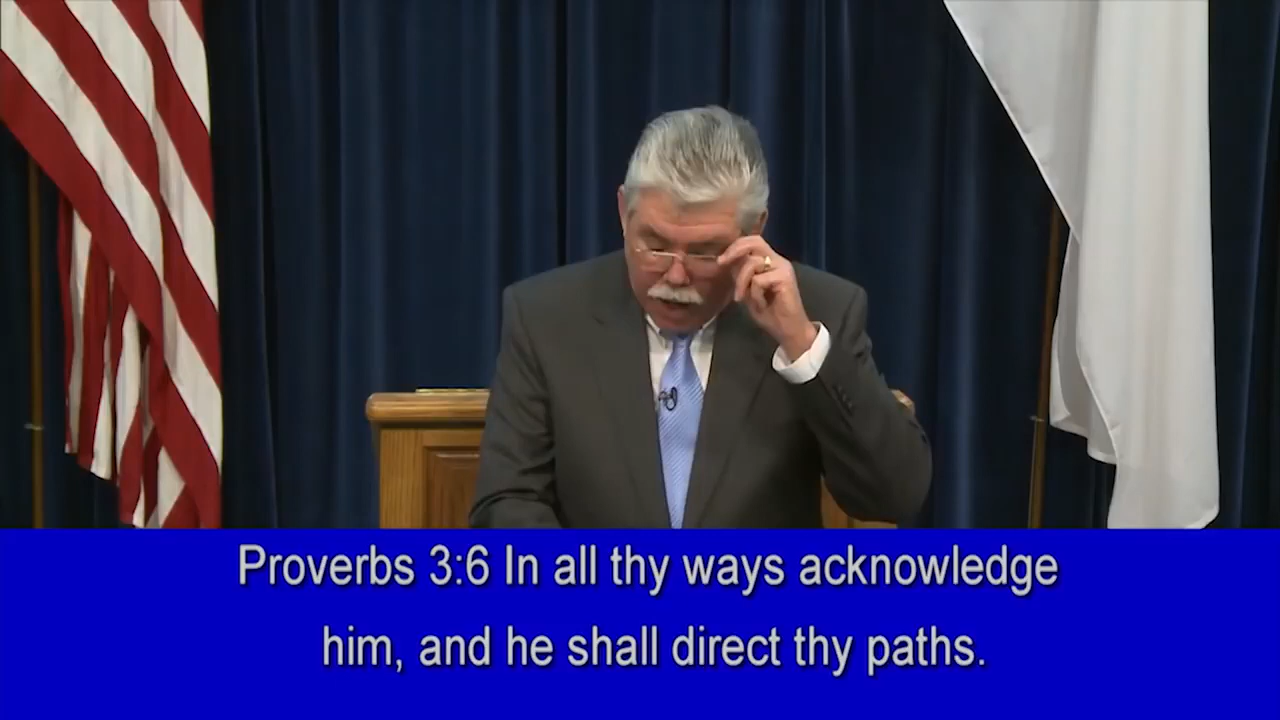 Proverbs 3:6 In all thy ways acknowledge
him, and he shall direct thy paths.